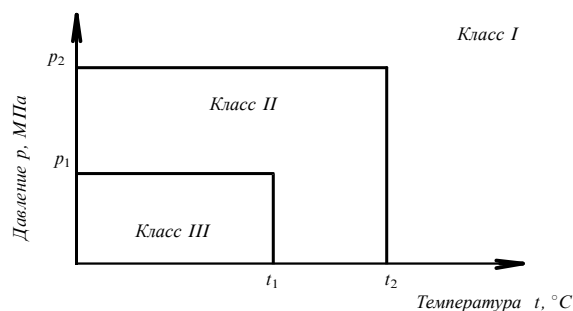 Класс I
p₂
Класс II
Давление p, МПа
p₁
Класс III
t₁
t₂
Температура t, °C